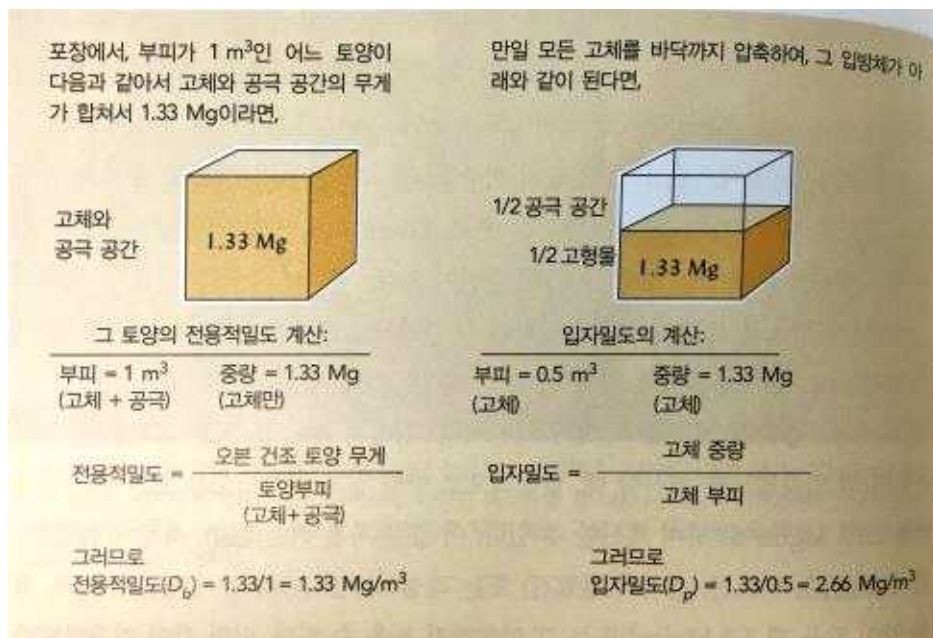 포장에서, 부피가 1 m³인 어느 토양이
다음과 같아서 고체와 공극 공간의 무게
가 합쳐서 1.33 Mg이라면,
고체와
공극 공간
1.33 Mg
그 토양의 전용적밀도 계산:
부피 = 1 m³ 중량 = 1.33 Mg
(고체 + 공극) (고체만)
전용적밀도 = 오븐 건조 토양 무게
토양부피
(고체+공극)
그러므로
전용적밀도(D_b) = 1.33/1 = 1.33 Mg/m³
만일 모든 고체를 바닥까지 압축하여, 그 입방체가 아
래와 같이 된다면,
1/2 공극 공간
1/2 고형물
1.33 Mg
입자밀도의 계산:
부피 = 0.5 m³ 중량 = 1.33 Mg
(고체) (고체)
입자밀도 = 고체 중량
고체 부피
그러므로
입자밀도(D_p) = 1.33/0.5 = 2.66 Mg/m³